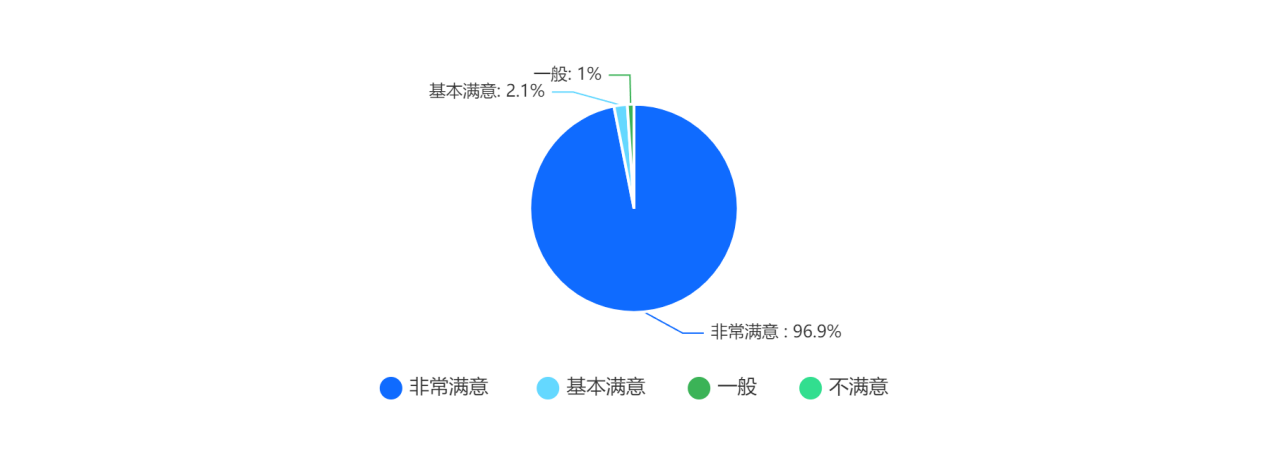 一般: 1%
基本满意: 2.1%
非常满意 : 96.9%
非常满意 基本满意 一般 不满意